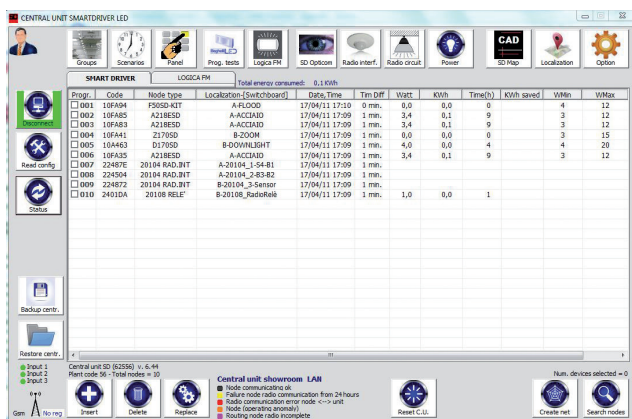 CENTRAL UNIT SMARTDRIVER LED
Groups Scenarios Panel Prog. tests Logica FM SD Opticom Radio interf. Radio circuit Power CAD SD Map Localization Option
SMART DRIVER LOGICA FM Total energy consumed: 0.1 KWh
Progr. Code Node type Localization-[Switchboard] Date,Time Tim Diff Watt KWh Time(h) KWh saved WMin WMax
001 10FA94 F50SD-KIT A-FLOOD 17/04/11 17:10 0 min. 0,0 0,0 0 4 12
002 10FA85 A218ESD A-ACCIAIO 17/04/11 17:09 1 min. 3,4 0,1 9 3 12
003 10FA83 A218ESD A-ACCIAIO 17/04/11 17:09 1 min. 3,4 0,1 9 3 12
004 10FA41 Z170SD B-ZOOM 17/04/11 17:09 1 min. 0,0 0,0 0 3 15
005 10A463 D170SD B-DOWNLIGHT 17/04/11 17:09 1 min. 4,0 0,0 4 4 20
006 10FA35 A218ESD A-ACCIAIO 17/04/11 17:09 1 min. 3,4 0,1 9 3 12
007 22487E 20104 RAD.INT A-20104_1-S4-B1 17/04/11 17:09 1 min.
008 224504 20104 RAD.INT A-20104_2-B3-B2 17/04/11 17:09 1 min.
009 224872 20104 RAD.INT B-20104_3-Sensor 17/04/11 17:09 1 min.
010 2401DA 20108 RELE' B-20108_RadioRelè 17/04/11 17:09 1 min. 1,0 0,0 1
Disconnect
Read config
Status
Backup centr.
Restore centr.
Input 1
Input 2
Input 3
Gsm No reg
Central unit SD (62556) v. 6.44
Plant code 56 - Total nodes = 10
Num. devices selected = 0
Insert Delete Replace
Central unit showroom LAN
Node communicating ok
Failure node radio communication from 24 hours
Radio communication error node <--> unit
Node (operating anomaly)
Routing node radio incomplete
Reset C.U. Create net Search nodes